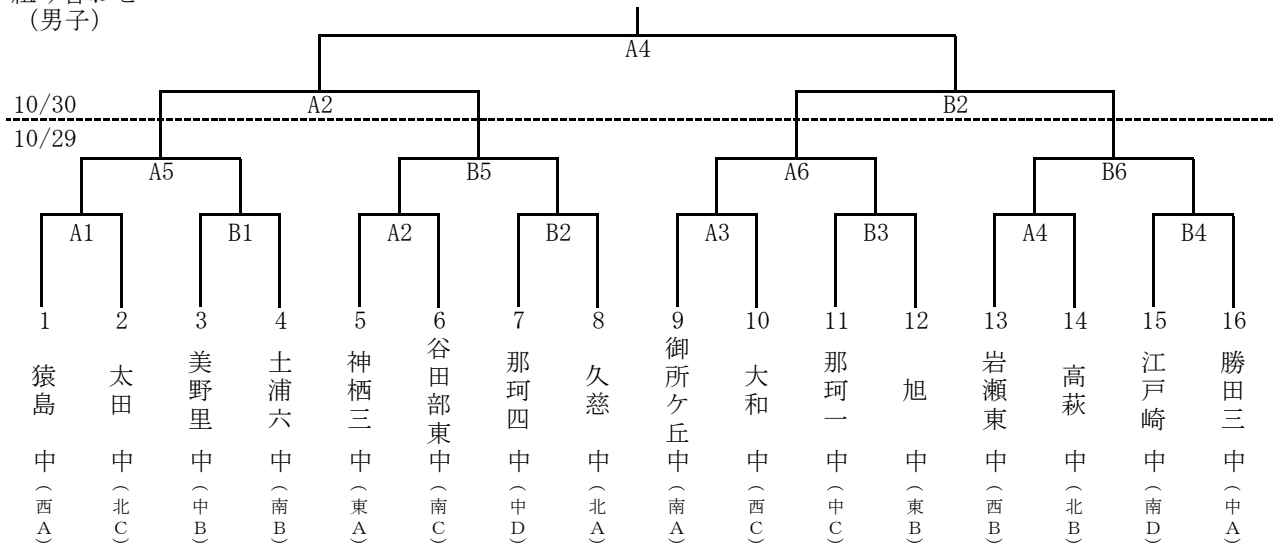 組り合わせ
(男子)
A4
10/30
A2
B2
10/29
A5
B5
A6
B6
A1
B1
A2
B2
A3
B3
A4
B4
1
2
3
4
5
6
7
8
9
10
11
12
13
14
15
16
猿島中(西A)
太田中(北C)
美野里中(中B)
土浦六中(南B)
神栖三中(東A)
谷田部東中(南C)
那珂四中(中D)
久慈中(北A)
御所ケ丘中(南A)
大和中(西C)
那珂一中(中C)
旭中(東B)
岩瀬東中(西B)
高萩中(北B)
江戸崎中(南D)
勝田三中(中A)